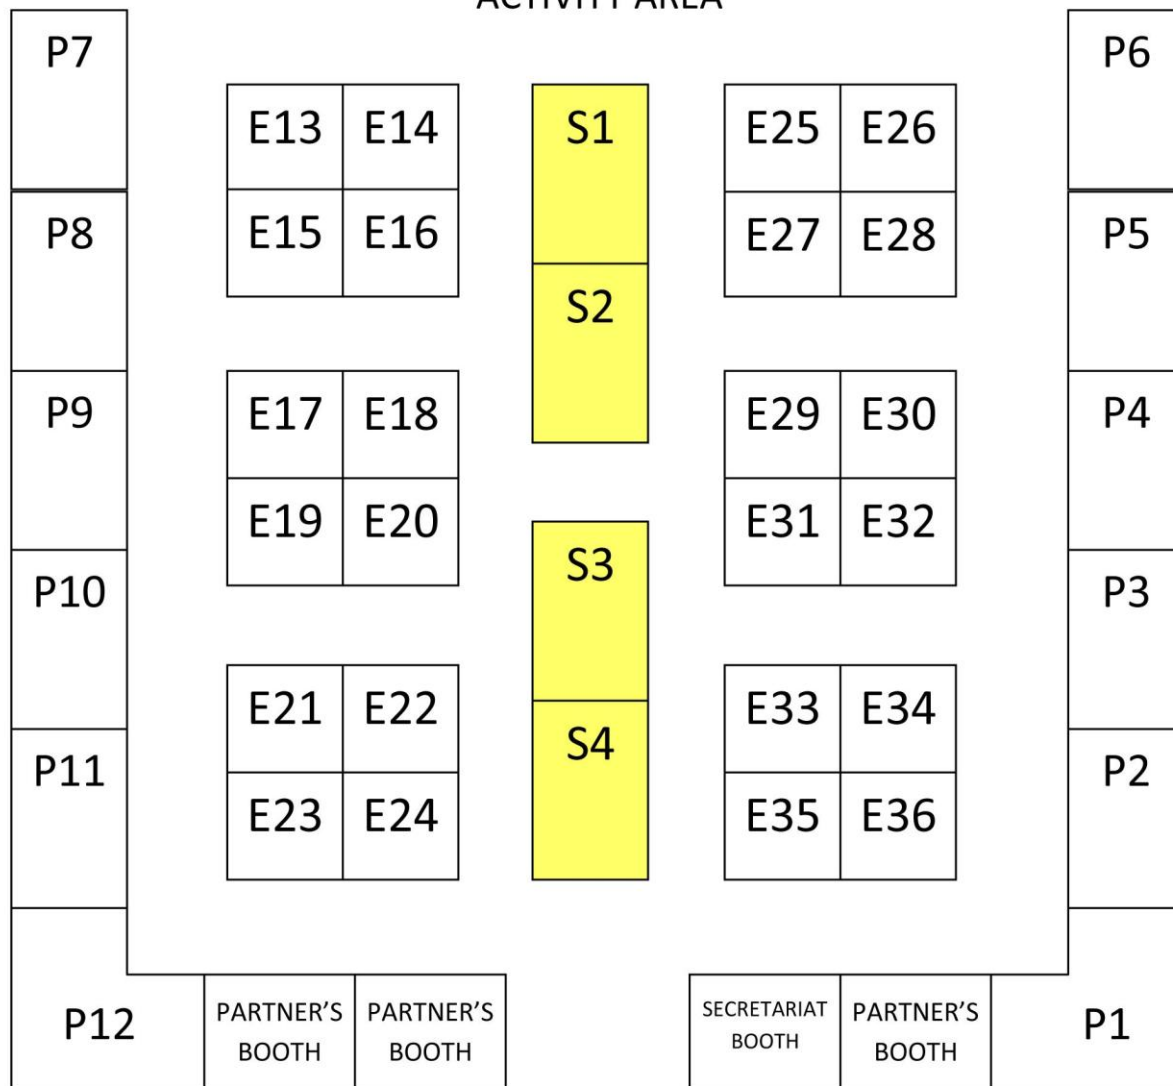 ACTIVITY AREA
P7
P6
E13 E14
S1
E25 E26
E15 E16
E27 E28
P8
P5
S2
P9
E17 E18
E29 E30
P4
E19 E20
E31 E32
S3
P10
P3
E21 E22
E33 E34
S4
P11
P2
E23 E24
E35 E36
P12
PARTNER'S
BOOTH
PARTNER'S
BOOTH
SECRETARIAT
BOOTH
PARTNER'S
BOOTH
P1